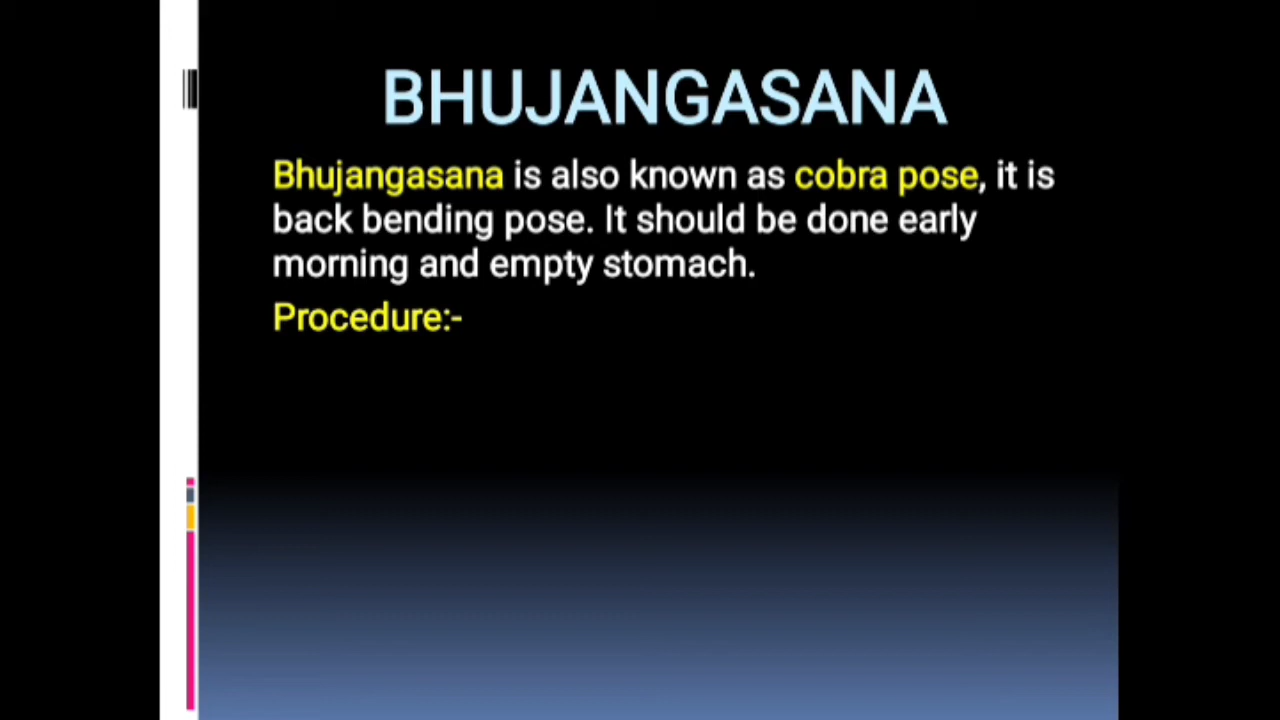 BHUJANGASANA
Bhujangasana is also known as cobra pose, it is
back bending pose. It should be done early
morning and empty stomach.
Procedure:-